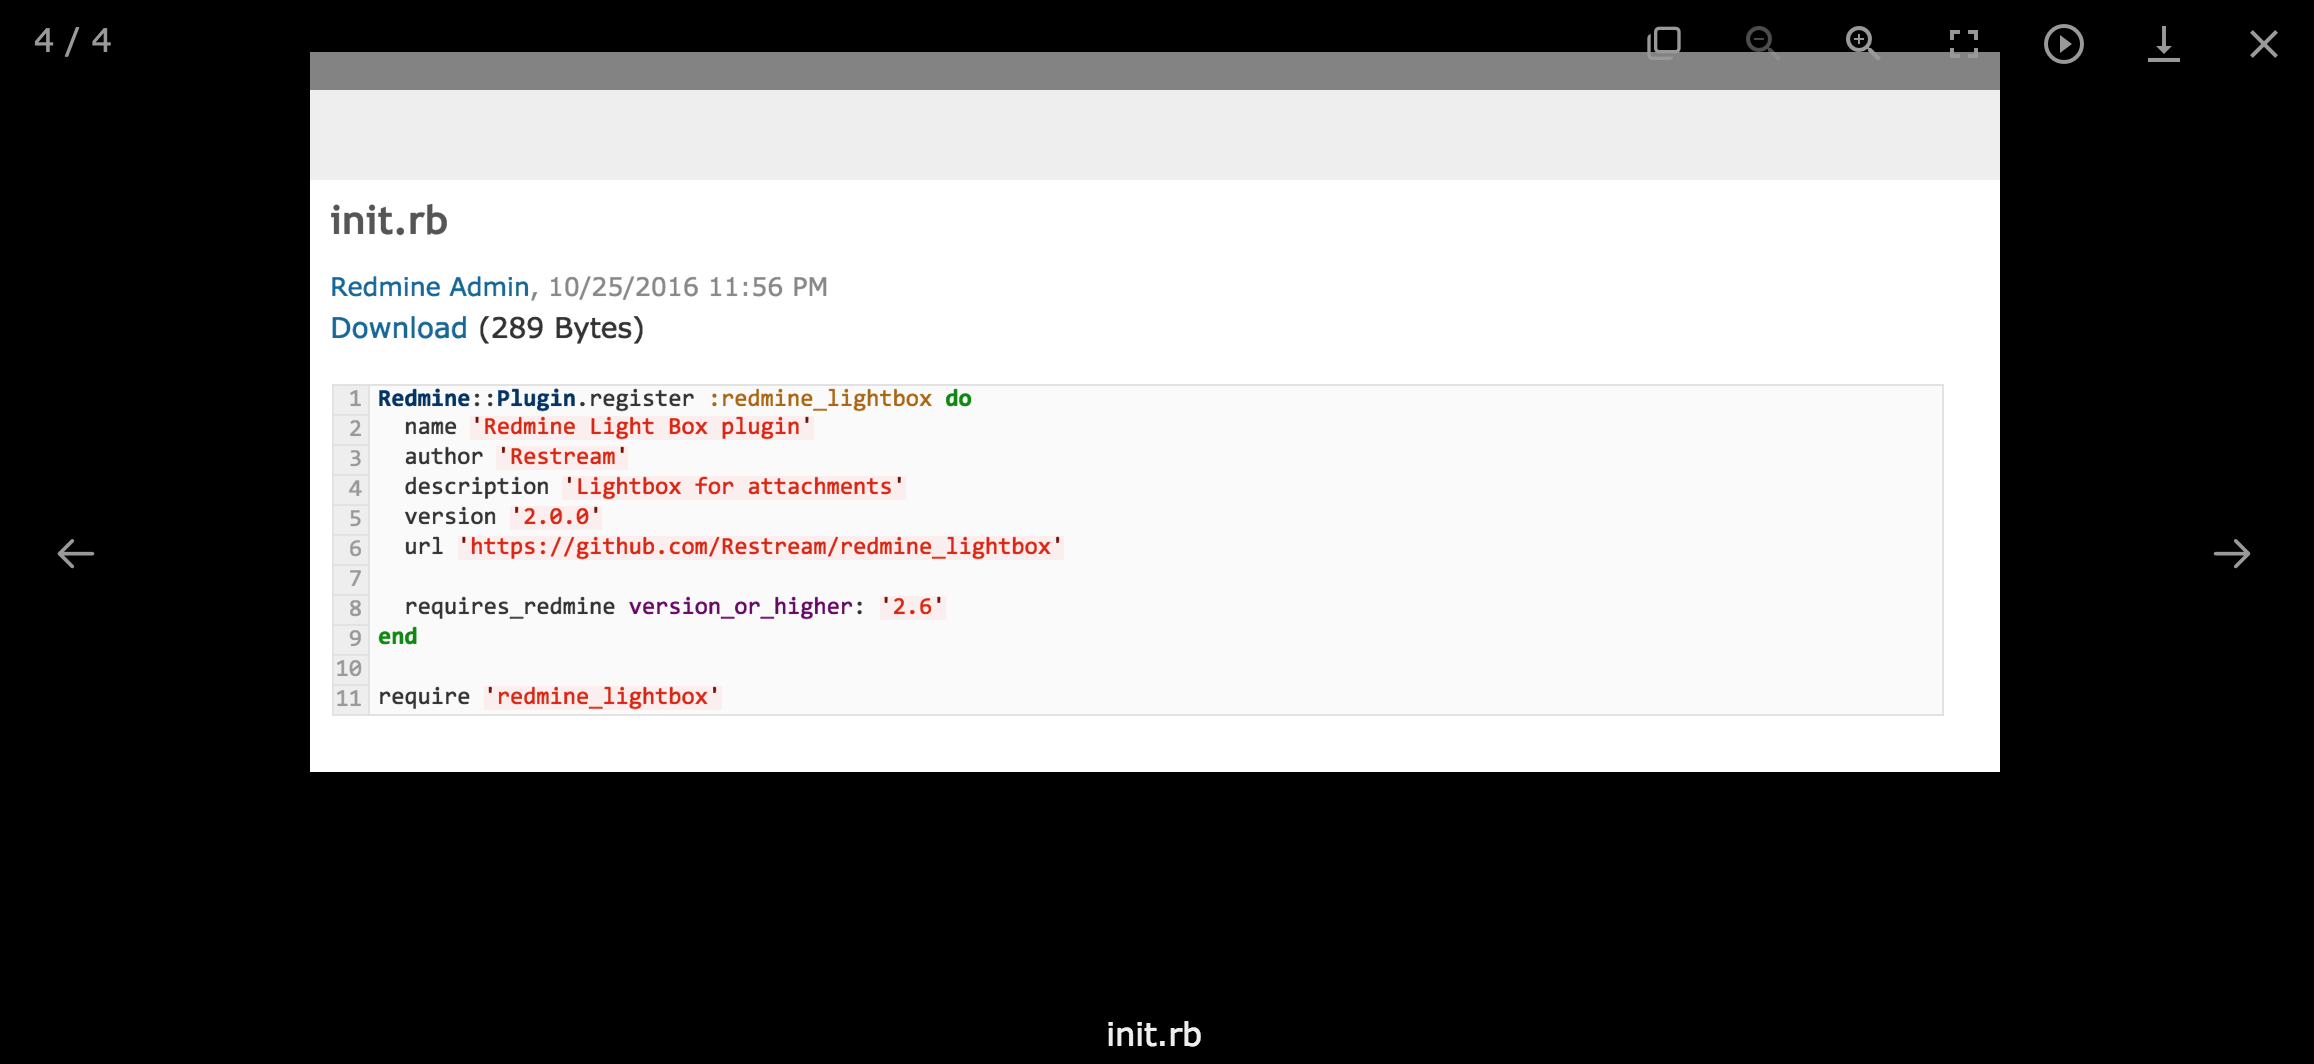 4 / 4
init.rb
Redmine Admin, 10/25/2016 11:56 PM
Download (289 Bytes)
1 Redmine::Plugin.register :redmine_lightbox do
2   name 'Redmine Light Box plugin'
3   author 'Restream'
4   description 'Lightbox for attachments'
5   version '2.0.0'
6   url 'https://github.com/Restream/redmine_lightbox'
7
8   requires_redmine version_or_higher: '2.6'
9 end
10
11 require 'redmine_lightbox'
init.rb